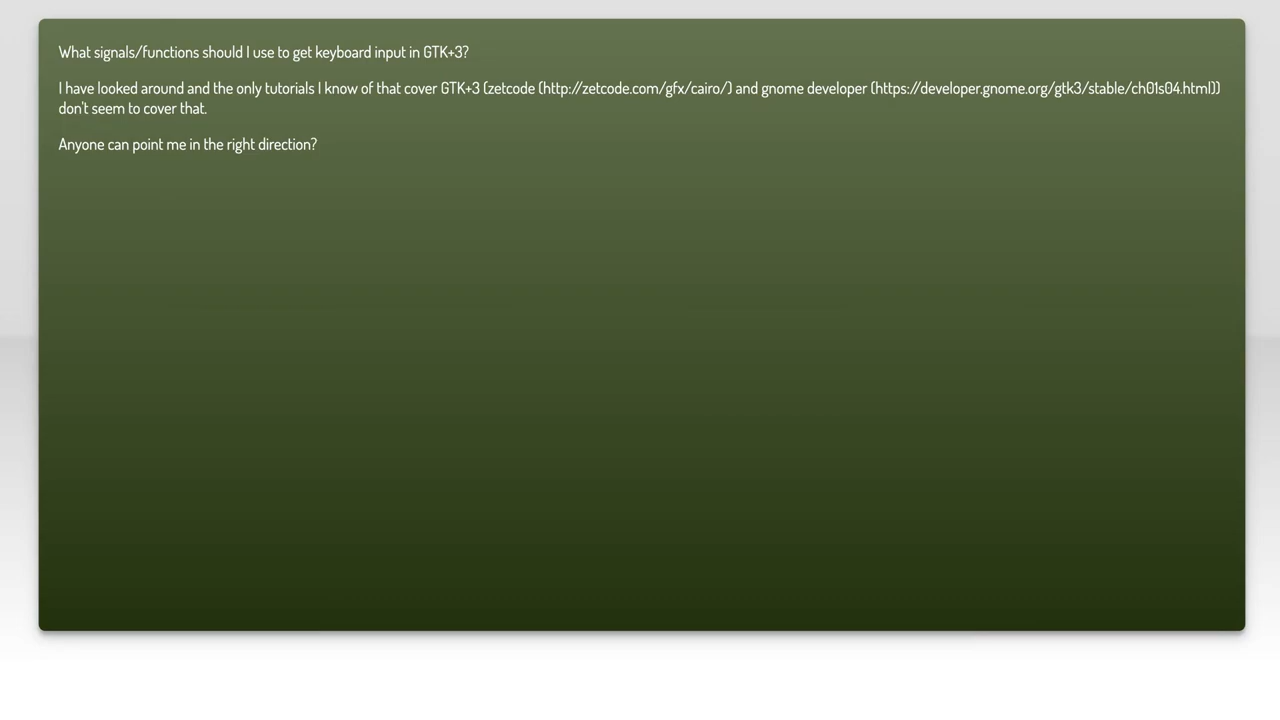 What signals/functions should I use to get keyboard input in GTK+3?
I have looked around and the only tutorials I know of that cover GTK+3 (zetcode (http://zetcode.com/gfx/cairo/) and gnome developer (https://developer.gnome.org/gtk3/stable/ch01s04.html))
don't seem to cover that.
Anyone can point me in the right direction?